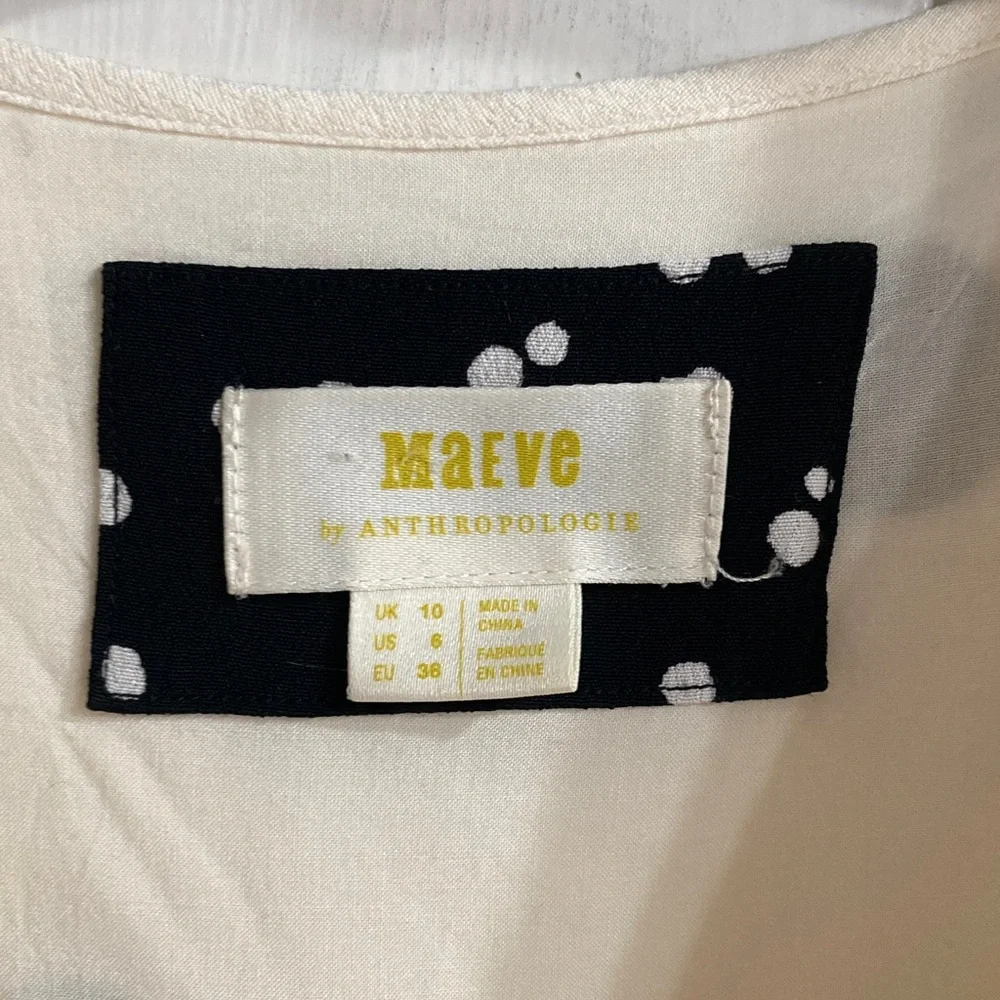 MaEVe
by ANTHROPOLOGIE
UK 10
US 6
EU 36
MADE IN
CHINA
FABRIQUÉ
EN CHINE